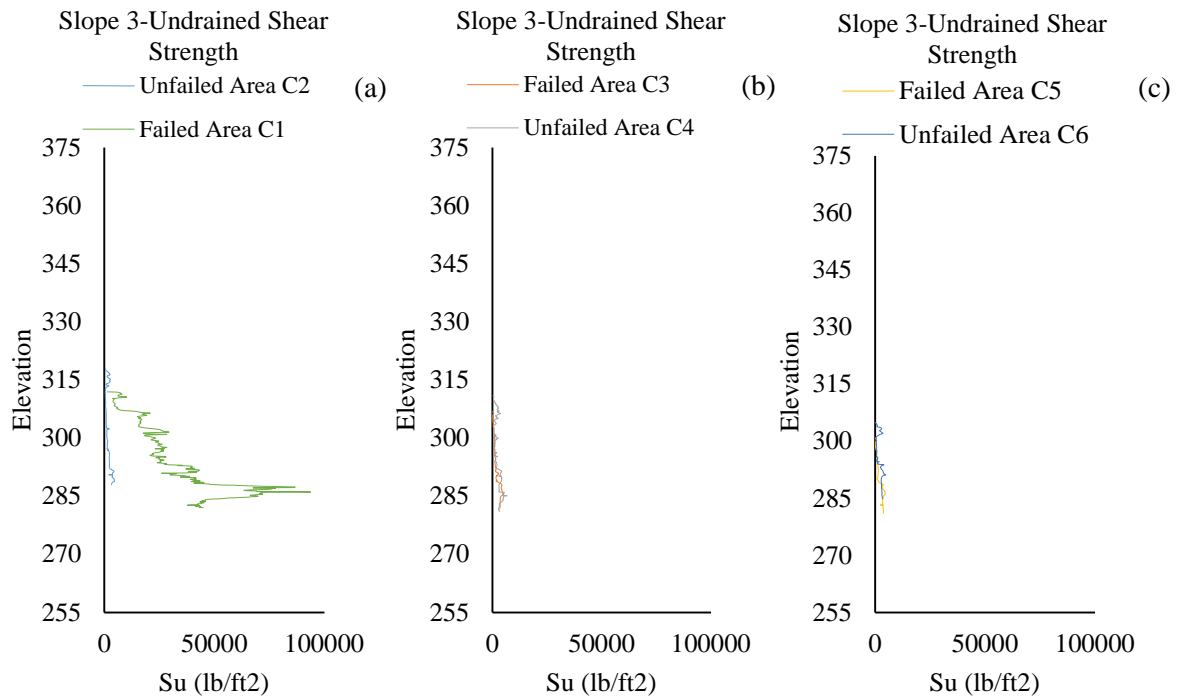 Slope 3-Undrained Shear
Strength
Unfailed Area C2
(a)
Failed Area C1
375
360
345
330
315
300
285
270
255
Elevation
0 50000 100000
Su (lb/ft2)
Slope 3-Undrained Shear
Strength
Failed Area C3
(b)
Unfailed Area C4
375
360
345
330
315
300
285
270
255
Elevation
0 50000 100000
Su (lb/ft2)
Slope 3-Undrained Shear
Strength
Failed Area C5
(c)
Unfailed Area C6
375
360
345
330
315
300
285
270
255
Elevation
0 50000 100000
Su (lb/ft2)